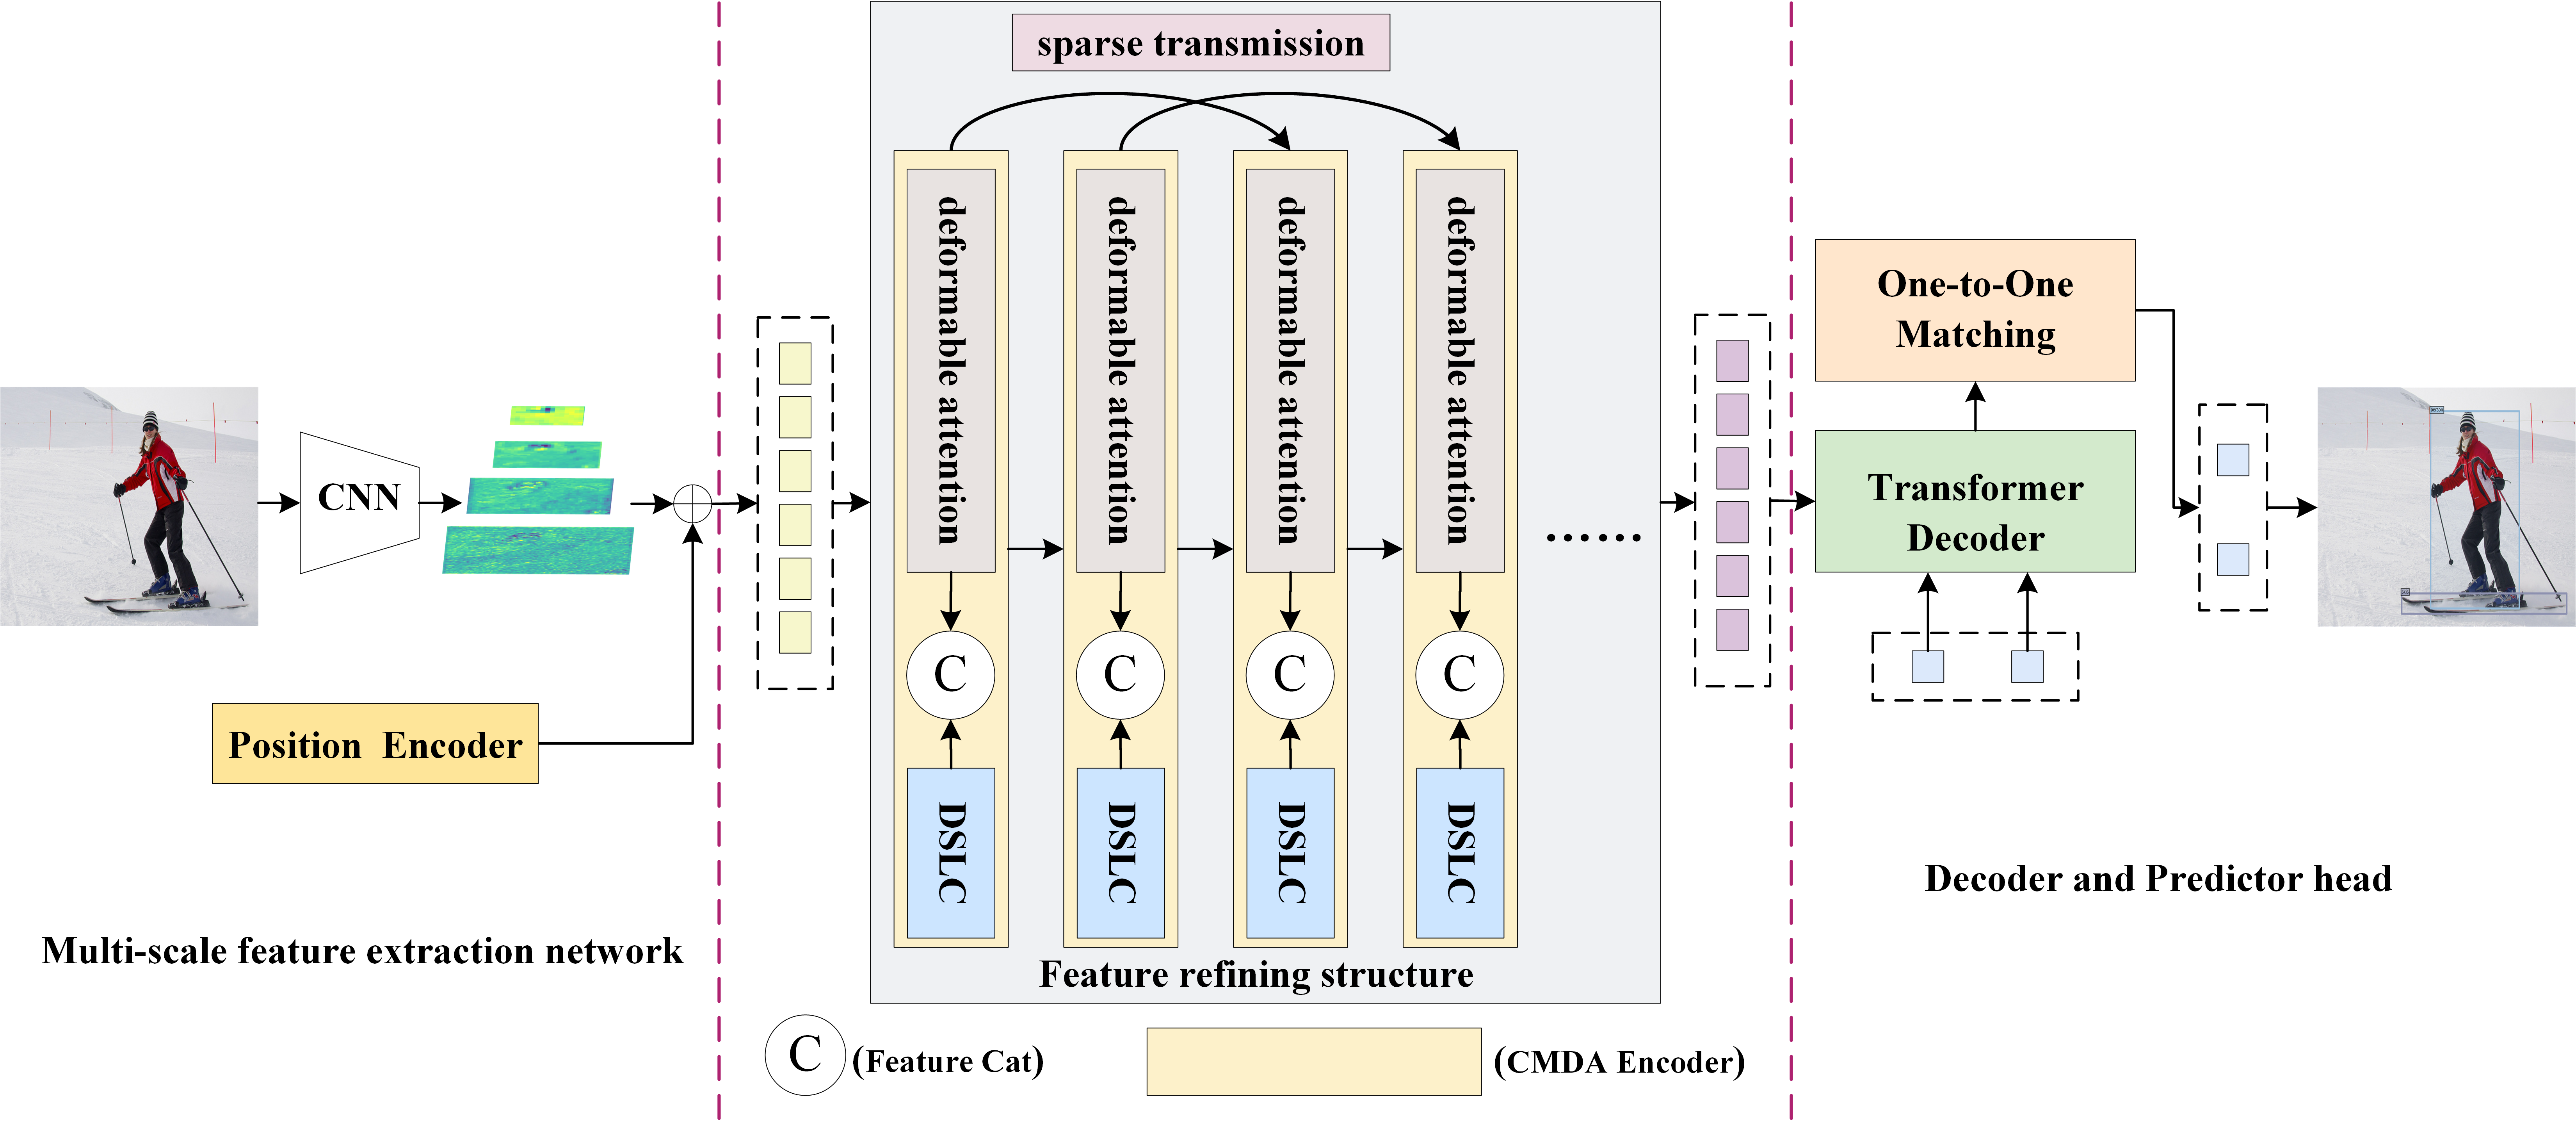 sparse transmission
deformable attention
deformable attention
deformable attention
deformable attention
CNN
C
C
C
C
......
One-to-One
Matching
Transformer
Decoder
person
Position Encoder
DSLC
DSLC
DSLC
DSLC
Multi-scale feature extraction network
Feature refining structure
Decoder and Predictor head
C (Feature Cat)
(CMDA Encoder)